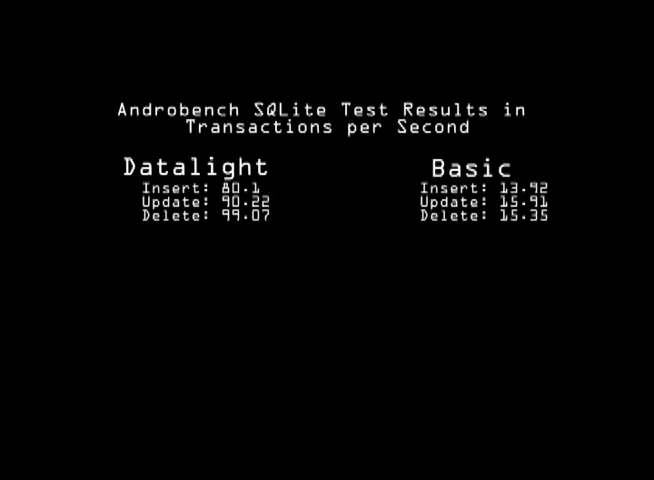 Androbench SQLite Test Results in
Transactions per Second
Datalight
Insert: 80.1
Update: 90.22
Delete: 99.07
Basic
Insert: 13.92
Update: 15.91
Delete: 15.35